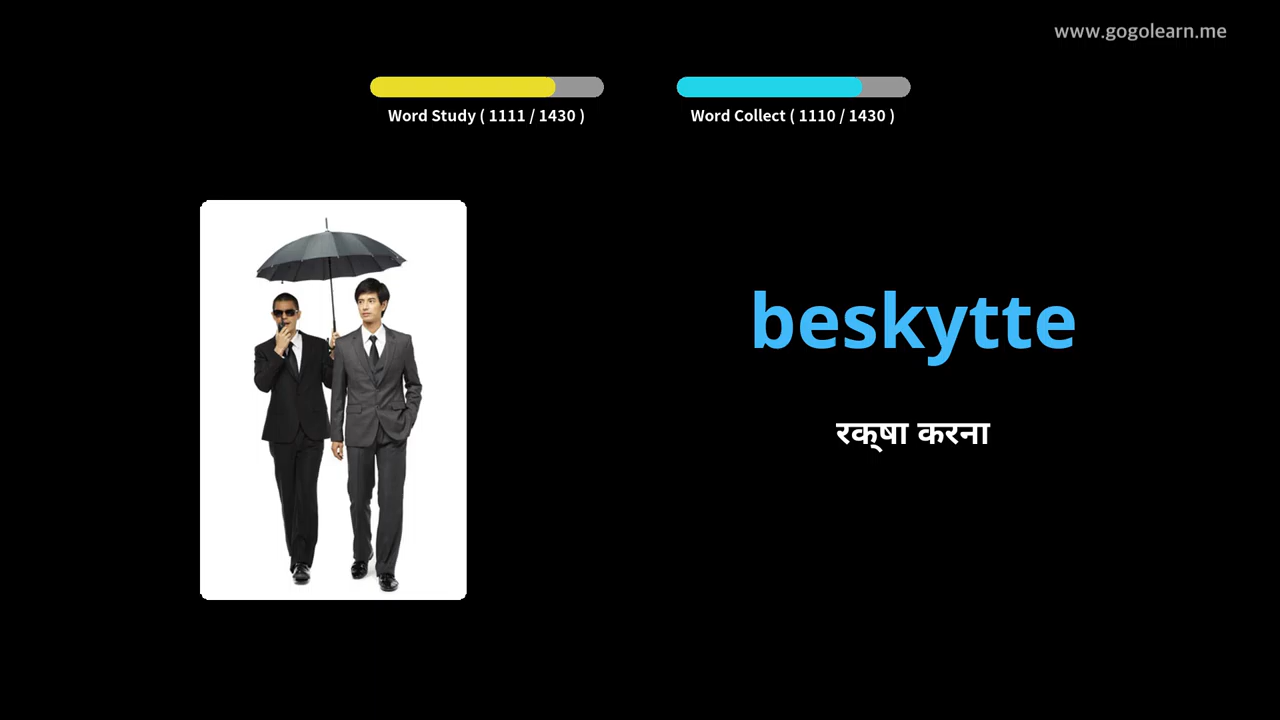 www.gogolearn.me
Word Study ( 1111 / 1430 )
Word Collect ( 1110 / 1430 )
beskytte
रक्षा करना